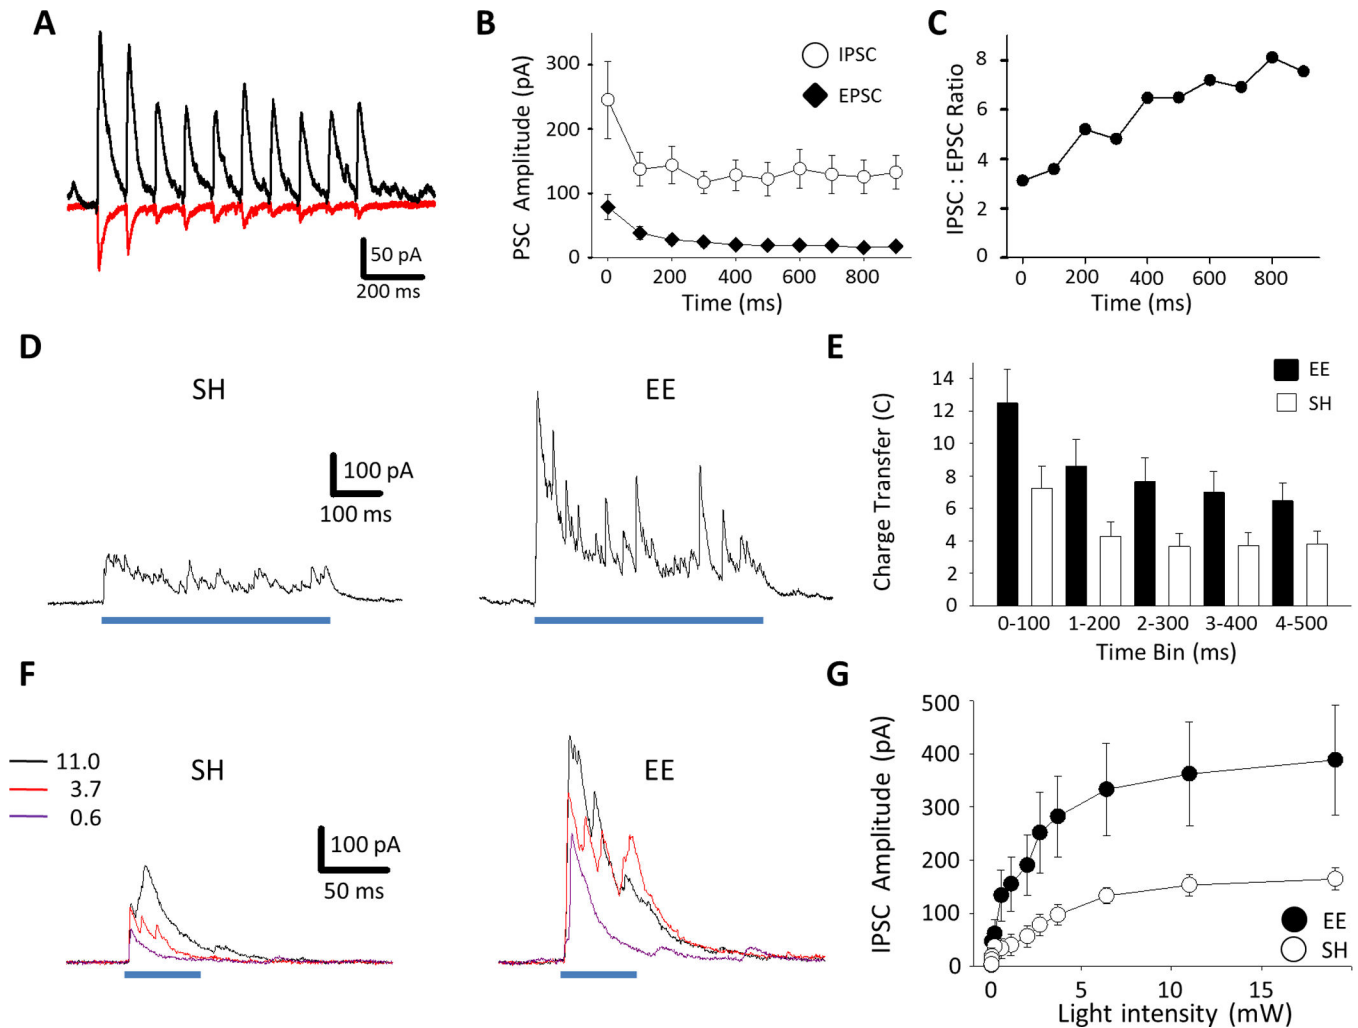 A
50 pA
200 ms
B
PSC Amplitude (pA)
300
200
100
0
0 200 400 600 800
Time (ms)
IPSC
EPSC
C
IPSC : EPSC Ratio
8
6
4
2
0
0 200 400 600 800
Time (ms)
D
SH
100 pA
100 ms
EE
E
Charge Transfer (C)
14
12
10
8
6
4
2
0
0-100 1-200 2-300 3-400 4-500
Time Bin (ms)
EE
SH
F
11.0
3.7
0.6
SH
100 pA
50 ms
EE
G
IPSC Amplitude (pA)
500
400
300
200
100
0
0 5 10 15
Light intensity (mW)
EE
SH